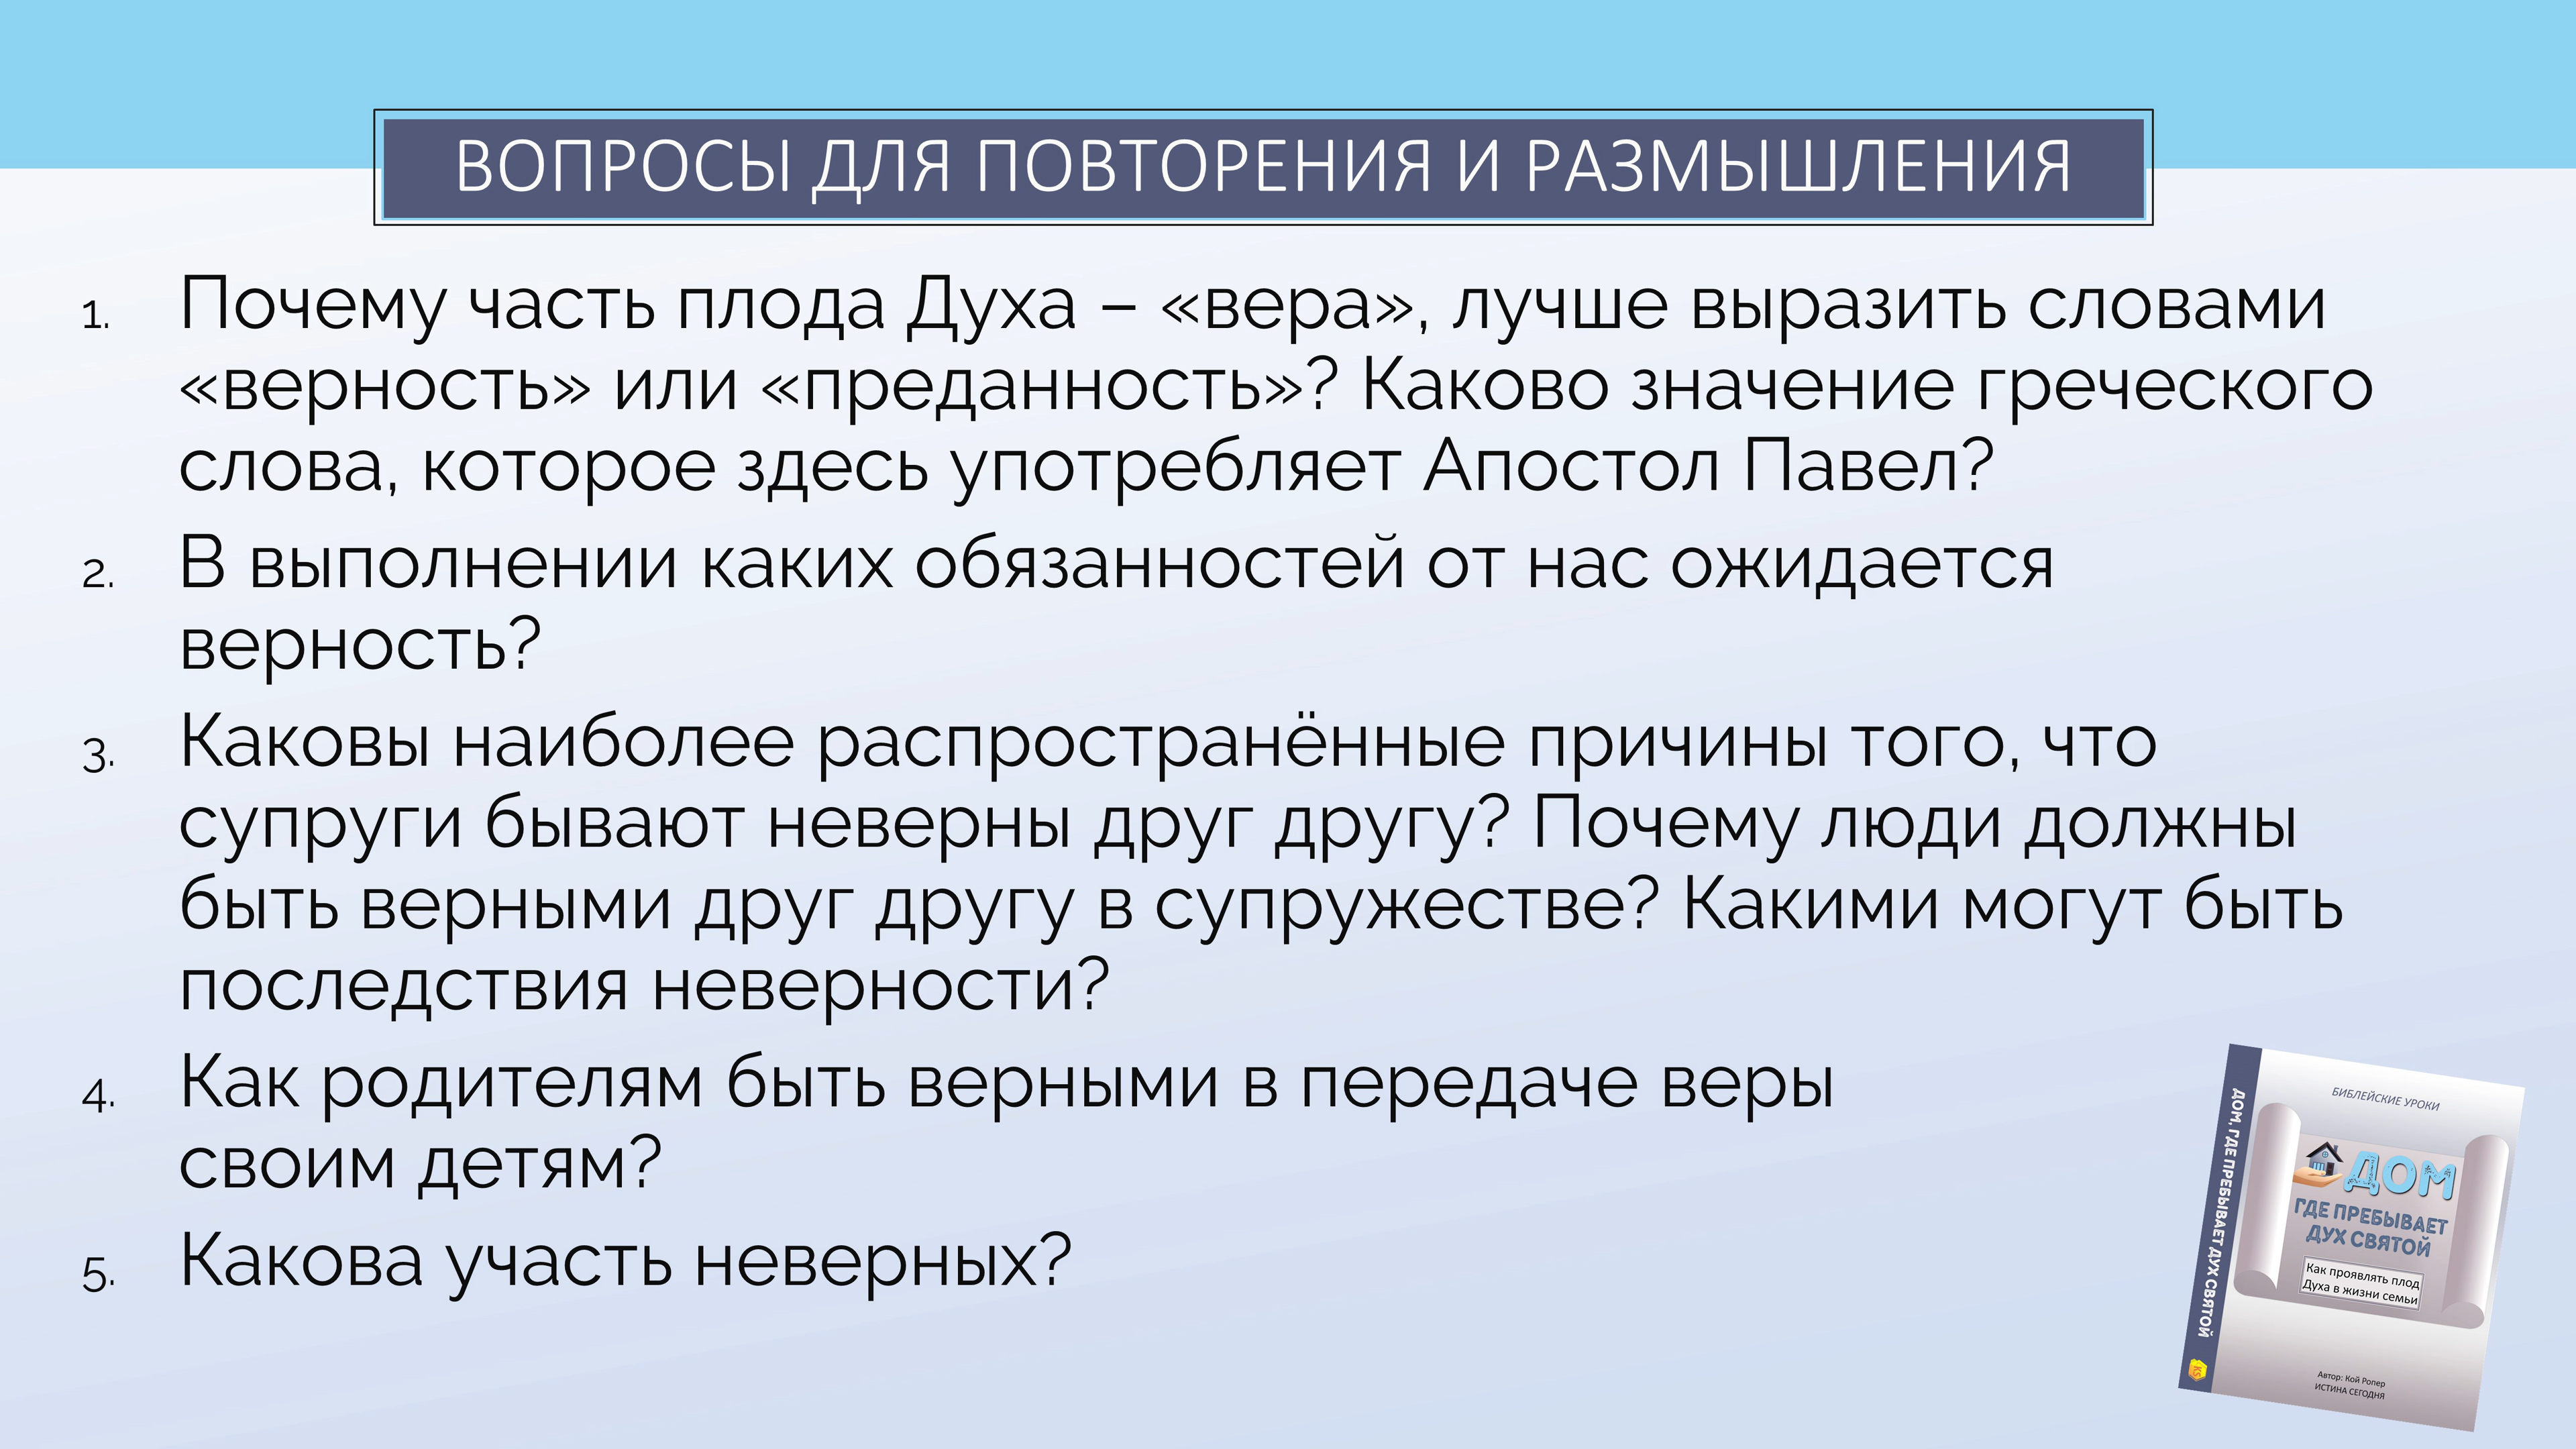 ВОПРОСЫ ДЛЯ ПОВТОРЕНИЯ И РАЗМЫШЛЕНИЯ
1. Почему часть плода Духа – «вера», лучше выразить словами
«верность» или «преданность»? Каково значение греческого
слова, которое здесь употребляет Апостол Павел?
2. В выполнении каких обязанностей от нас ожидается
верность?
3. Каковы наиболее распространённые причины того, что
супруги бывают неверны друг другу? Почему люди должны
быть верными друг другу в супружестве? Какими могут быть
последствия неверности?
4. Как родителям быть верными в передаче веры
своим детям?
5. Какова участь неверных?
ДОМ, ГДЕ ПРЕБЫВАЕТ ДУХ СВЯТОЙ
БИБЛЕЙСКИЕ УРОКИ
ДОМ
ГДЕ ПРЕБЫВАЕТ
ДУХ СВЯТОЙ
Как проявлять плод
Духа в жизни семьи
Автор: Кой Ропер
ИСТИНА СЕГОДНЯ